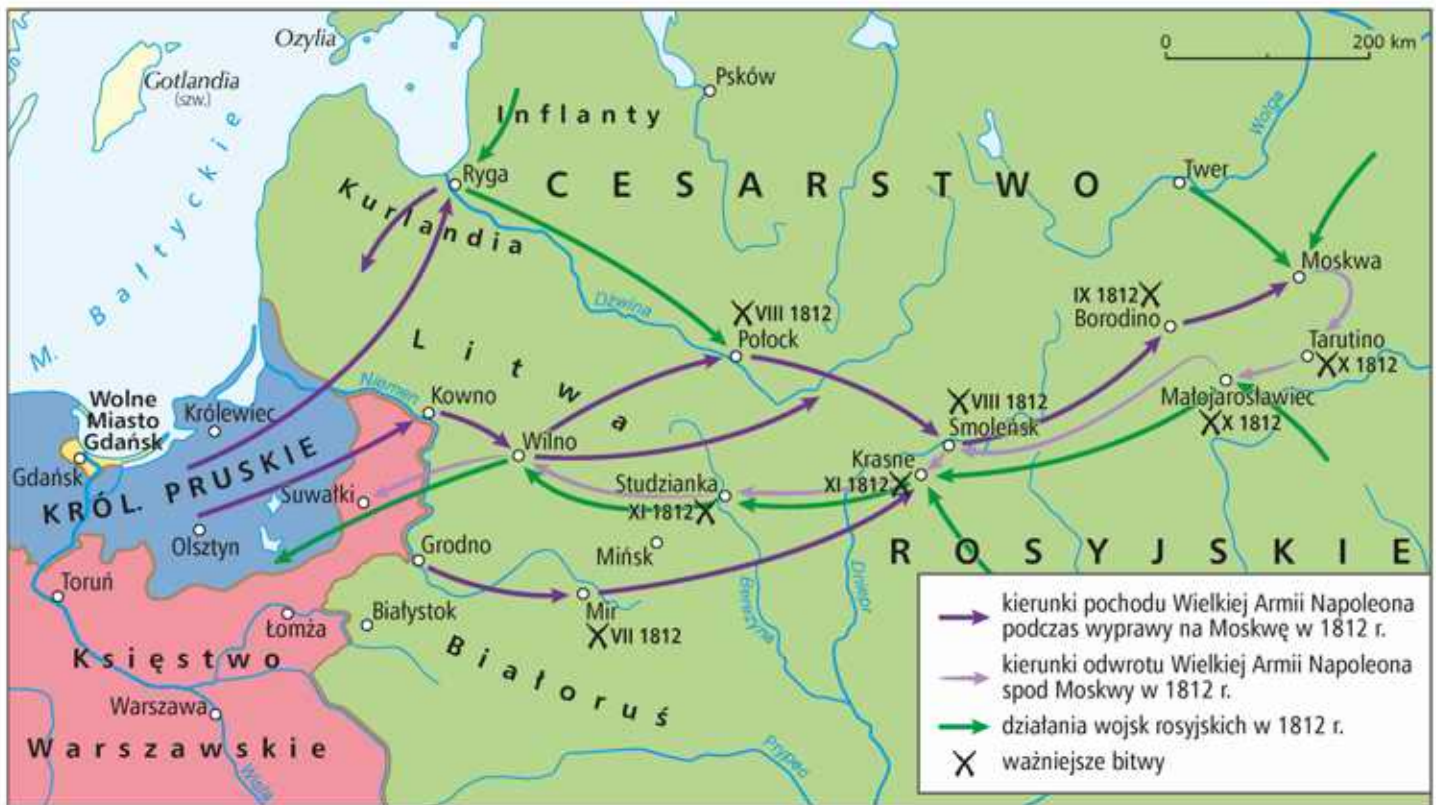 Ozylia
0 200 km
Gotlandia
(szw.)
Psków
Inflanty
Wołga
Ryga
CESARSTWO
Twer
Kurlandia
M. Bałtyckie
Moskwa
Dźwina
IX 1812
Borodino
VIII 1812
Połock
Litwa
Tarutino
X 1812
Niemen
Kowno
Wolne
Miasto
Gdańsk
Królewiec
Małojarosławiec
X 1812
VIII 1812
Smoleńsk
Wilno
Gdańsk
KRÓL. PRUSKIE
Krasne
XI 1812
Suwałki
Studzianka
XI 1812
Olsztyn
Mińsk
ROSYJSKIE
Grodno
Toruń
Mir
VII 1812
Berezyna
Dniepr
Białystok
Łomża
Księstwo
Białoruś
Warszawa
Warszawskie
Wisła
Prypeć
kierunki pochodu Wielkiej Armii Napoleona
podczas wyprawy na Moskwę w 1812 r.
kierunki odwrotu Wielkiej Armii Napoleona
spod Moskwy w 1812 r.
działania wojsk rosyjskich w 1812 r.
ważniejsze bitwy